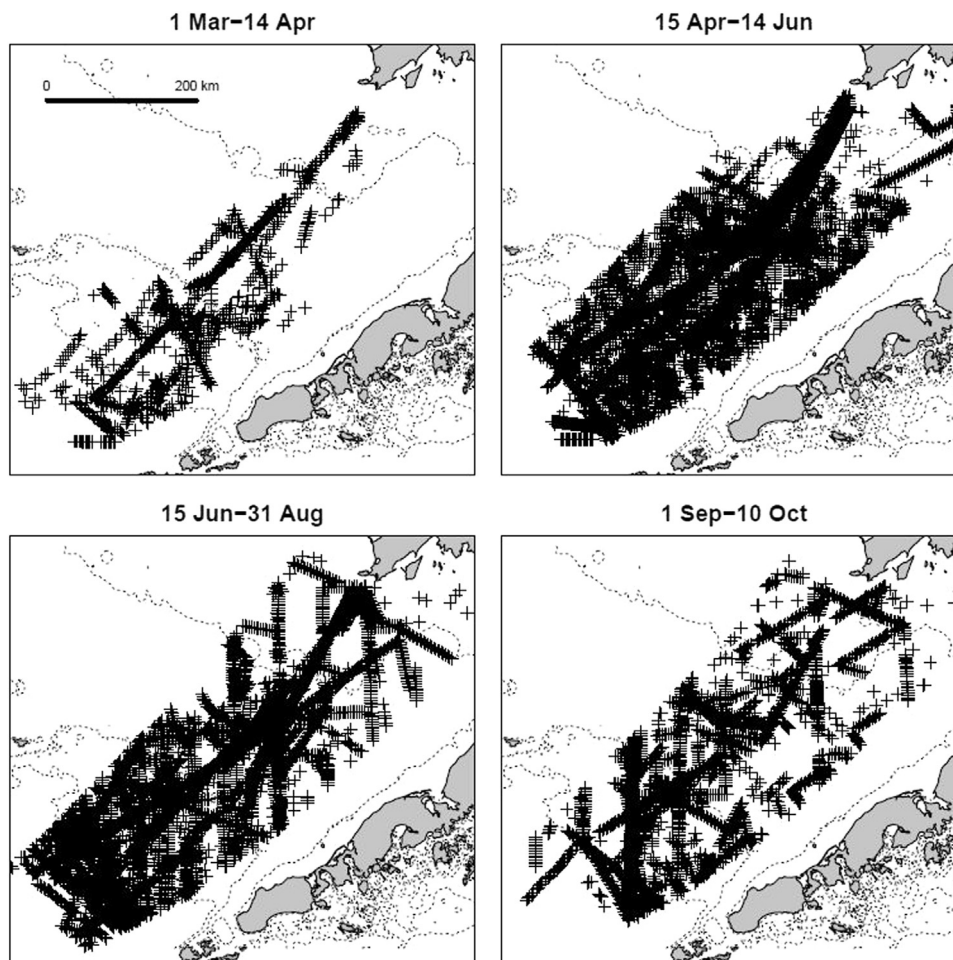 1 Mar–14 Apr
15 Apr–14 Jun
0 200 km
15 Jun–31 Aug
1 Sep–10 Oct